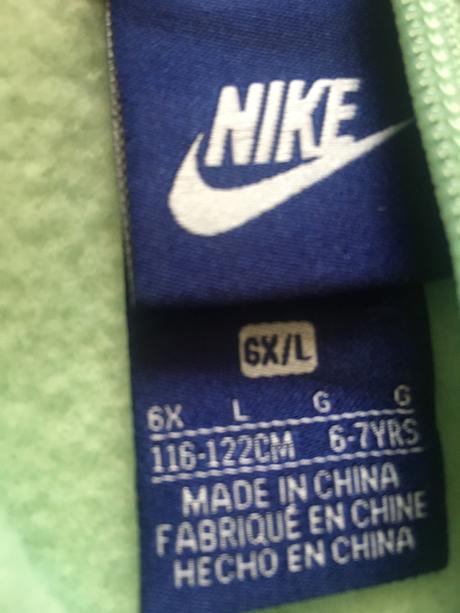 NIKE
6X/L
6X L G G
116-122CM 6-7YRS
MADE IN CHINA
FABRIQUÉ EN CHINE
HECHO EN CHINA